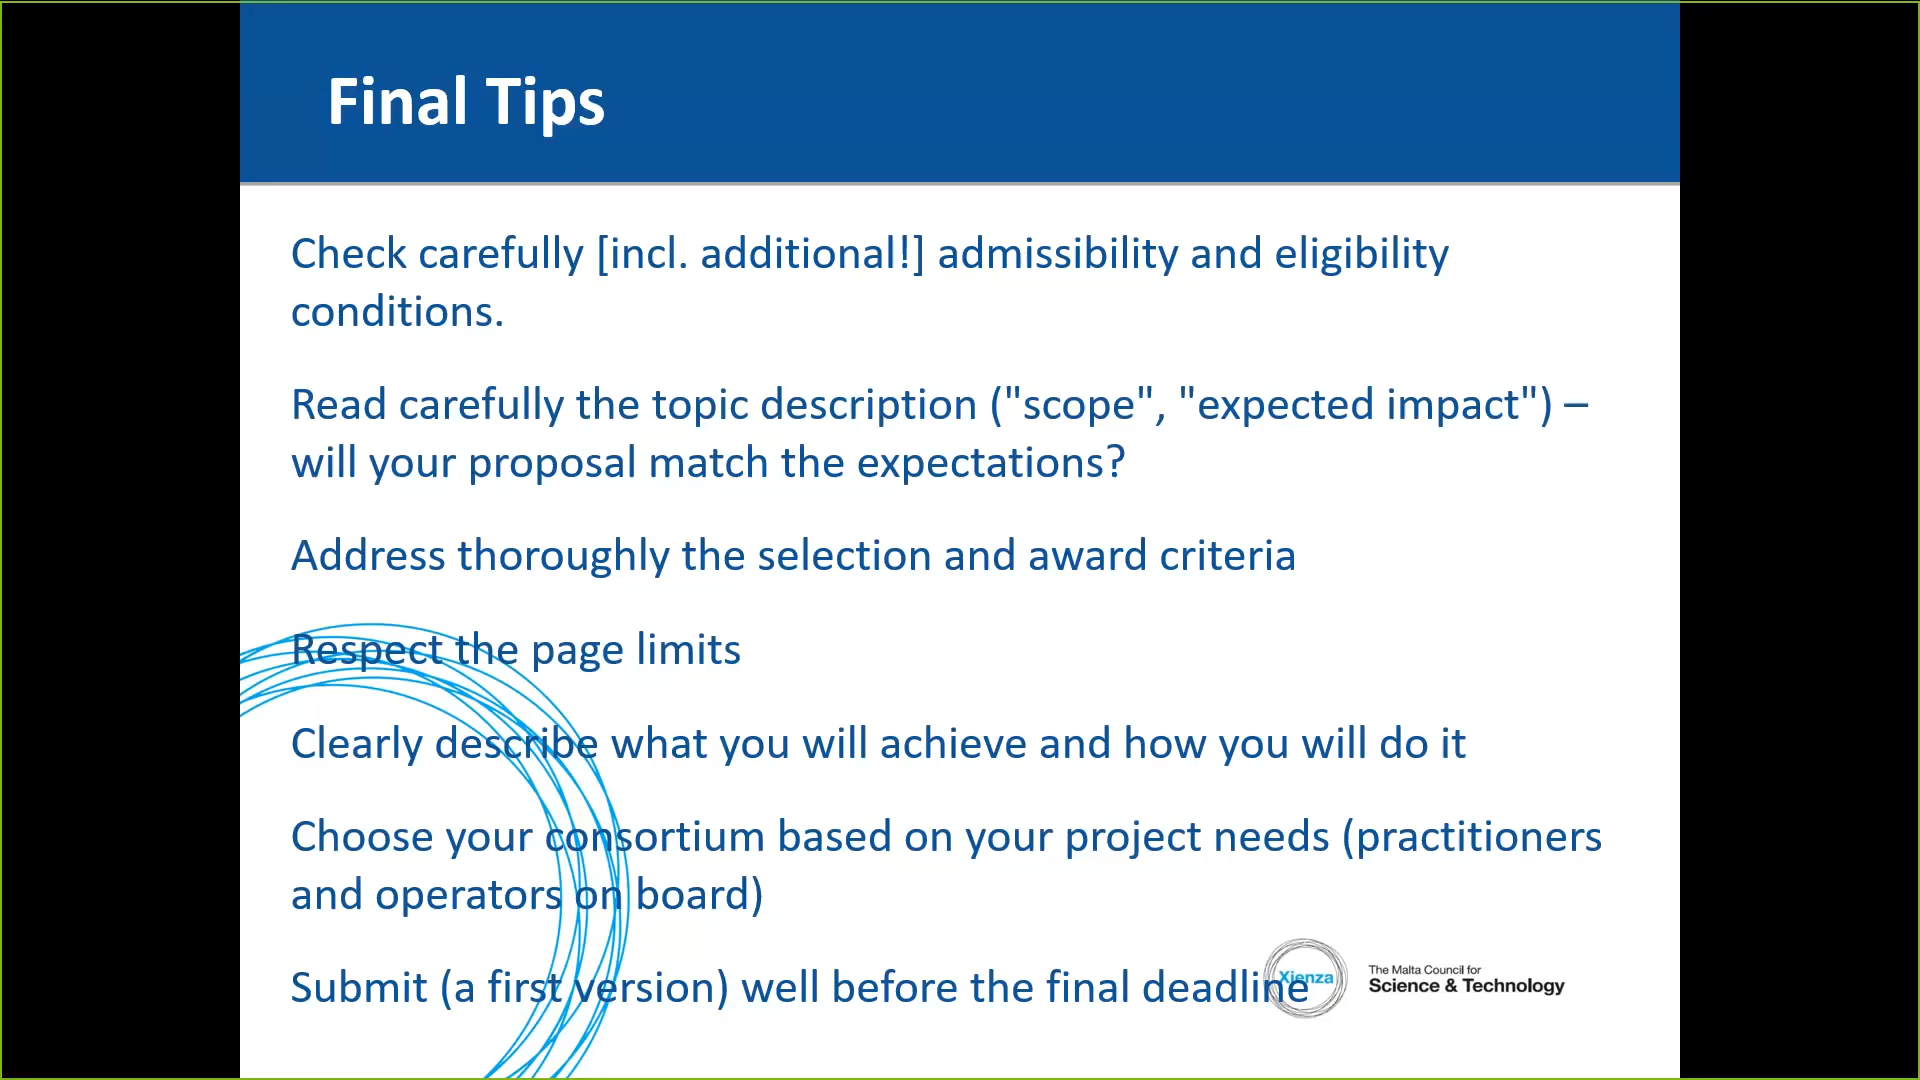 Final Tips
Check carefully [incl. additional!] admissibility and eligibility
conditions.
Read carefully the topic description ("scope", "expected impact") –
will your proposal match the expectations?
Address thoroughly the selection and award criteria
Respect the page limits
Clearly describe what you will achieve and how you will do it
Choose your consortium based on your project needs (practitioners
and operators on board)
Submit (a first version) well before the final deadline
Xienza
The Malta Council for
Science & Technology